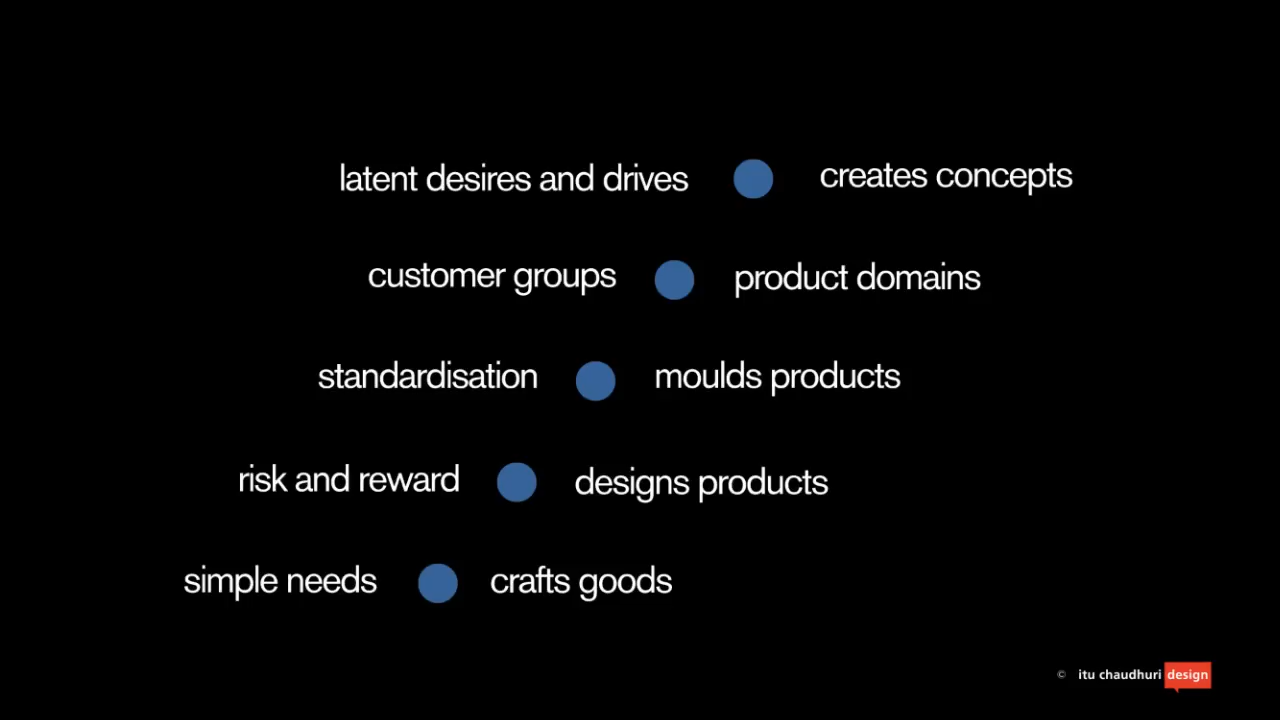 latent desires and drives creates concepts
customer groups product domains
standardisation moulds products
risk and reward designs products
simple needs crafts goods
© itu chaudhuri design